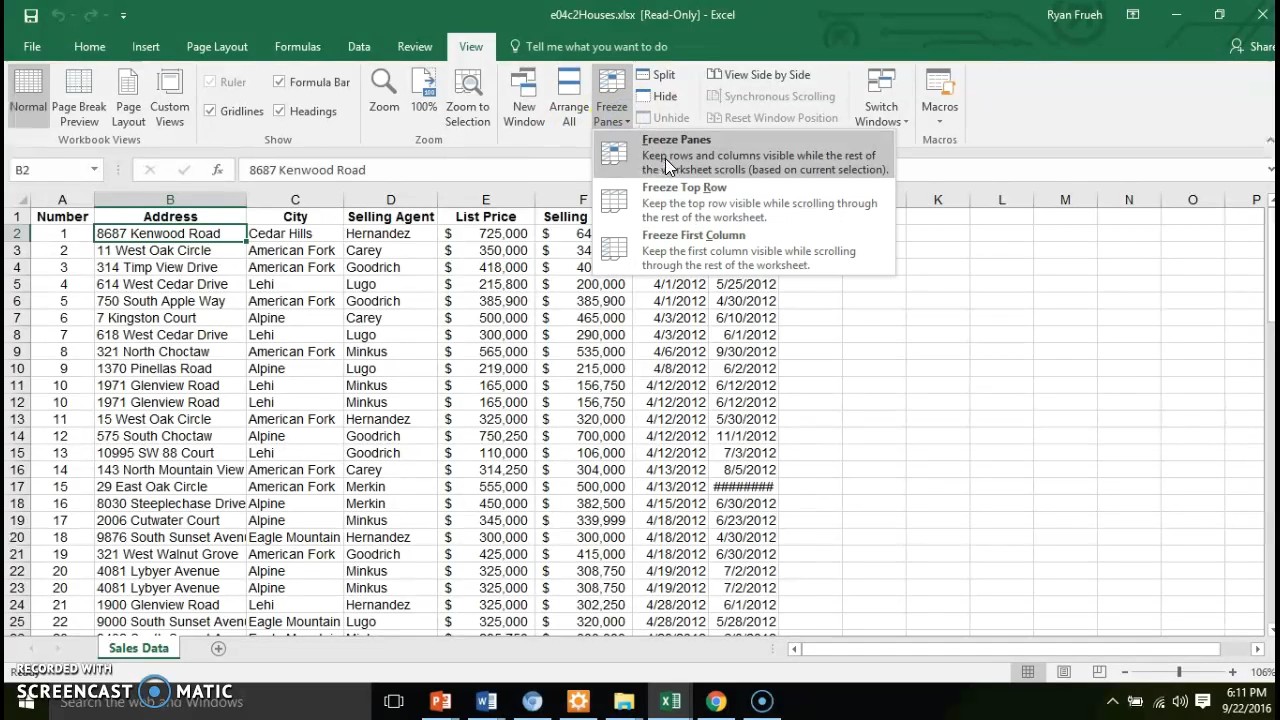 e04c2Houses.xlsx [Read-Only] - Excel
Ryan Frueh
File Home Insert Page Layout Formulas Data Review View Tell me what you want to do Share
Normal
Page Break Preview
Page Layout
Custom Views
Ruler
Formula Bar
Gridlines
Headings
Zoom
100%
Zoom to Selection
New Window
Arrange All
Freeze Panes
Split
Hide
Unhide
View Side by Side
Synchronous Scrolling
Reset Window Position
Switch Windows
Macros
Workbook Views Show Zoom Macros
Freeze Panes
Keep rows and columns visible while the rest of
the worksheet scrolls (based on current selection).
Freeze Top Row
Keep the top row visible while scrolling through
the rest of the worksheet.
Freeze First Column
Keep the first column visible while scrolling
through the rest of the worksheet.
B2 fx 8687 Kenwood Road
A B C D E F K L M N O P
1 Number Address City Selling Agent List Price Selling
2 1 8687 Kenwood Road Cedar Hills Hernandez $ 725,000 $ 64
3 2 11 West Oak Circle American Fork Carey $ 350,000 $ 34
4 3 314 Timp View Drive American Fork Goodrich $ 418,000 $ 40
5 4 614 West Cedar Drive Lehi Lugo $ 215,800 $ 200,000 4/1/2012 5/25/2012
6 5 750 South Apple Way American Fork Goodrich $ 385,900 $ 385,900 4/1/2012 4/30/2012
7 6 7 Kingston Court Alpine Carey $ 500,000 $ 465,000 4/3/2012 6/10/2012
8 7 618 West Cedar Drive Lehi Lugo $ 300,000 $ 290,000 4/3/2012 6/1/2012
9 8 321 North Choctaw American Fork Minkus $ 565,000 $ 535,000 4/6/2012 9/30/2012
10 9 1370 Pinellas Road Alpine Lugo $ 219,000 $ 215,000 4/8/2012 6/2/2012
11 10 1971 Glenview Road Lehi Minkus $ 165,000 $ 156,750 4/12/2012 6/12/2012
12 10 1971 Glenview Road Lehi Minkus $ 165,000 $ 156,750 4/12/2012 6/12/2012
13 11 15 West Oak Circle American Fork Hernandez $ 325,000 $ 320,000 4/12/2012 5/30/2012
14 12 575 South Choctaw Alpine Goodrich $ 750,250 $ 700,000 4/12/2012 11/1/2012
15 13 10995 SW 88 Court Lehi Goodrich $ 110,000 $ 106,000 4/12/2012 7/3/2012
16 14 143 North Mountain View American Fork Carey $ 314,250 $ 304,000 4/13/2012 8/5/2012
17 15 29 East Oak Circle American Fork Merkin $ 555,000 $ 500,000 4/13/2012 ########
18 16 8030 Steeplechase Drive Alpine Merkin $ 450,000 $ 382,500 4/15/2012 6/30/2012
19 17 2006 Cutwater Court Alpine Minkus $ 345,000 $ 339,999 4/18/2012 6/23/2012
20 18 9876 South Sunset Aven Eagle Mountain Hernandez $ 300,000 $ 300,000 4/18/2012 4/30/2012
21 19 321 West Walnut Grove American Fork Goodrich $ 425,000 $ 415,000 4/18/2012 6/30/2012
22 20 4081 Lybyer Avenue Alpine Minkus $ 325,000 $ 308,750 4/19/2012 7/2/2012
23 20 4081 Lybyer Avenue Alpine Minkus $ 325,000 $ 308,750 4/19/2012 7/2/2012
24 21 1900 Glenview Road Lehi Hernandez $ 325,000 $ 302,250 4/28/2012 6/1/2012
25 22 9000 South Sunset Aven Eagle Mountain Lugo $ 325,000 $ 320,000 4/28/2012 5/28/2012
Sales Data
RECORDED WITH
106%
SCREENCAST MATIC
Search the web and Windows
6:11 PM
9/22/2016